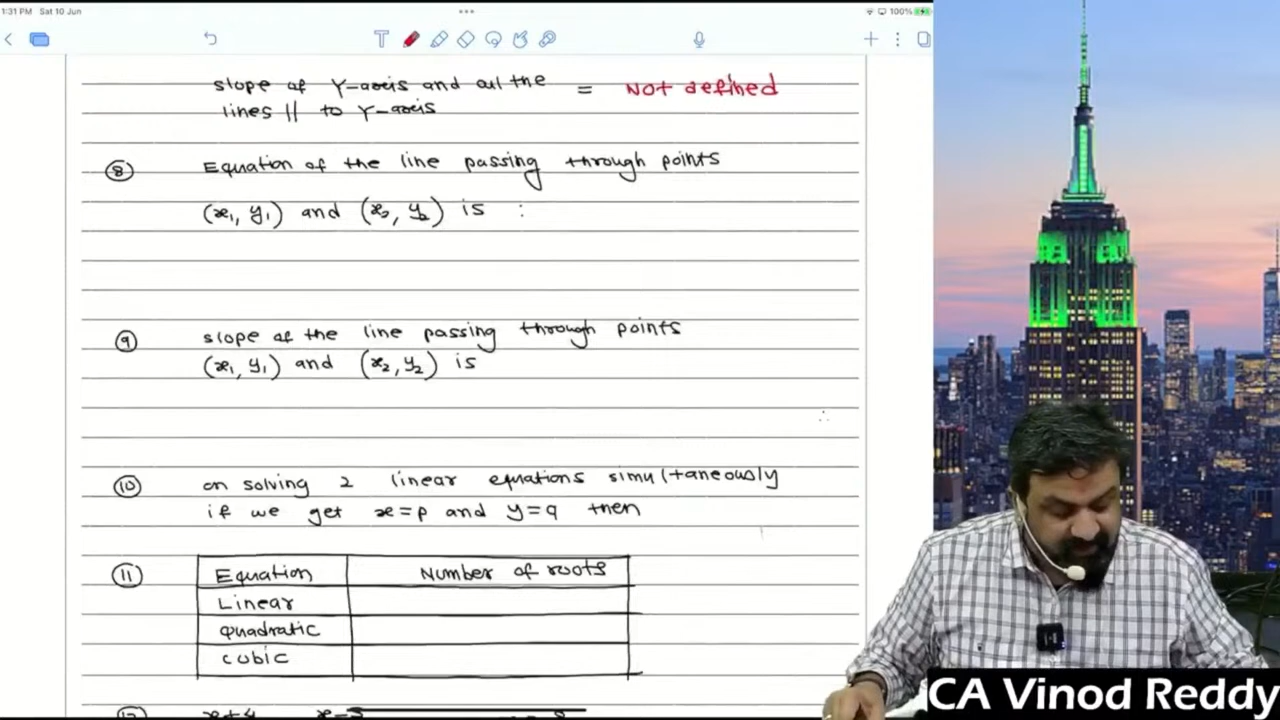 1:31 PM Sat 10 Jun
100%
slope of Y-axis and all the
lines || to Y-axis
= NOT defined
⑧ Equation of the line passing through points
(x₁, y₁) and (x₂, y₂) is :
⑨ slope of the line passing through points
(x₁, y₁) and (x₂, y₂) is
⑩ on solving 2 linear equations simultaneously
if we get x=p and y=q then
⑪ Equation Number of roots
Linear
quadratic
cubic
CA Vinod Reddy